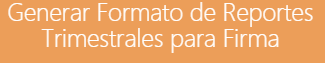 Generar Formato de Reportes
Trimestrales para Firma